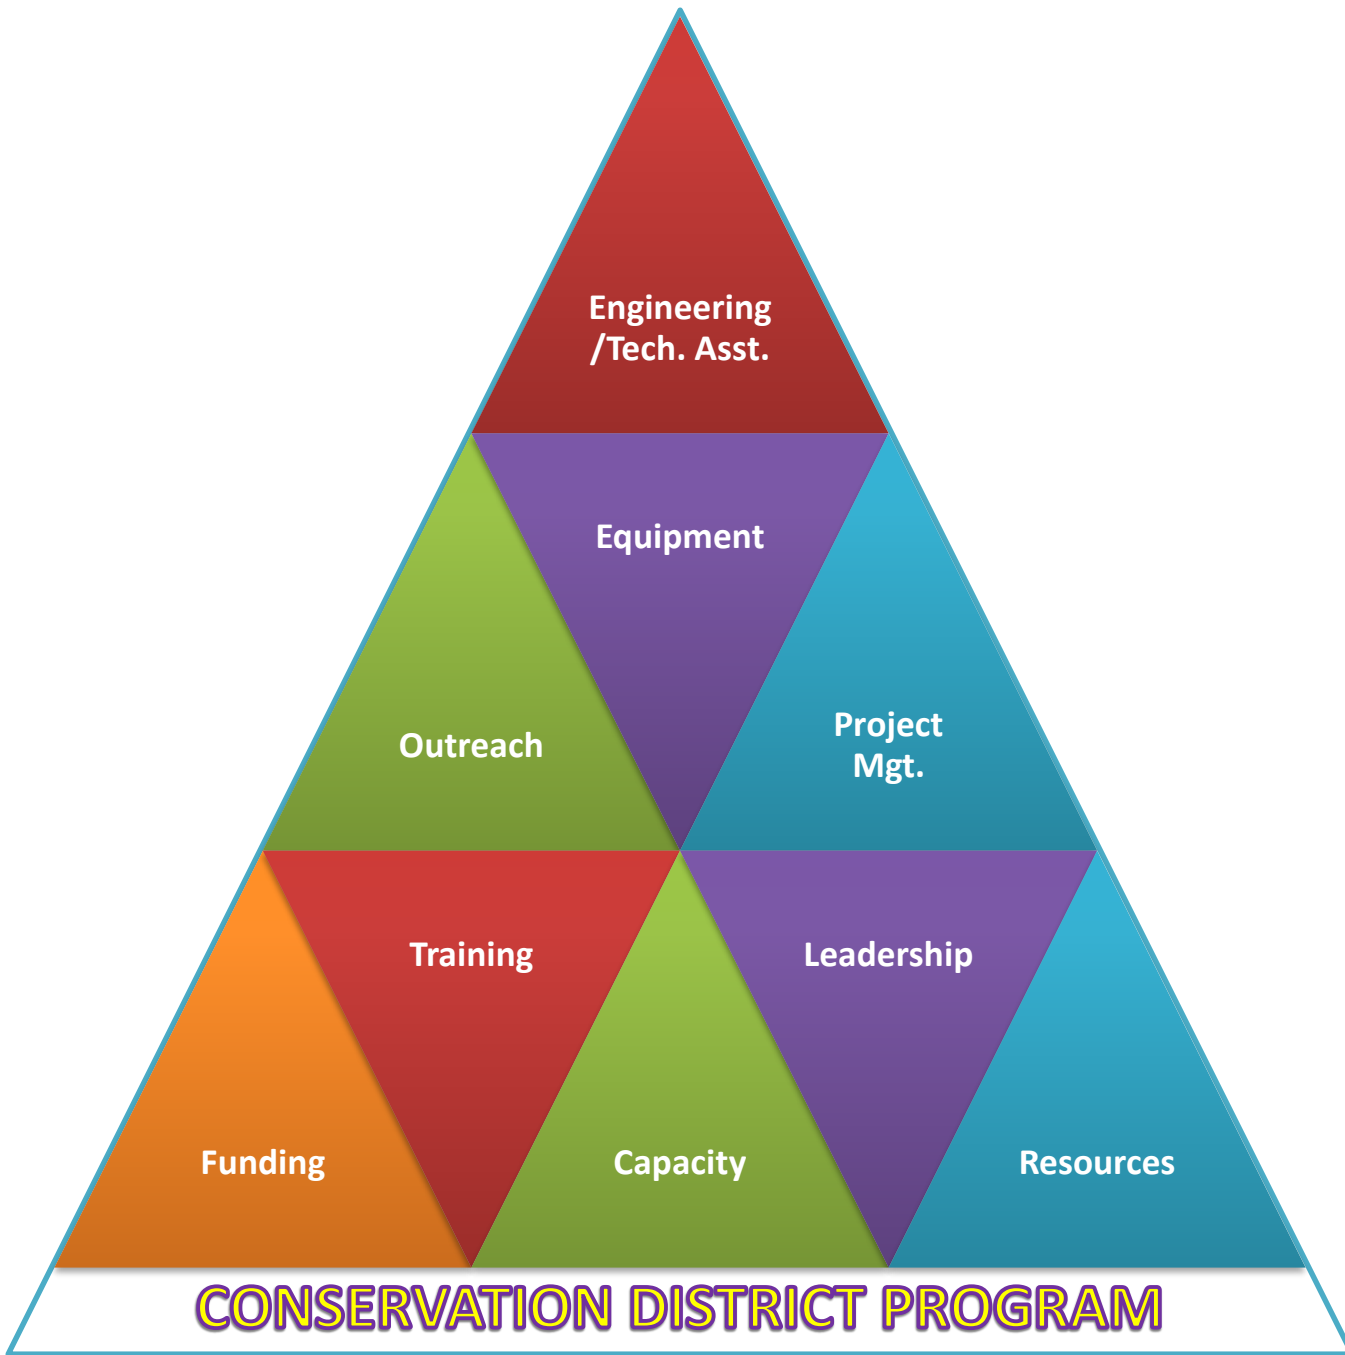 Engineering
/Tech. Asst.
Equipment
Outreach
Project
Mgt.
Training
Leadership
Funding
Capacity
Resources
CONSERVATION DISTRICT PROGRAM